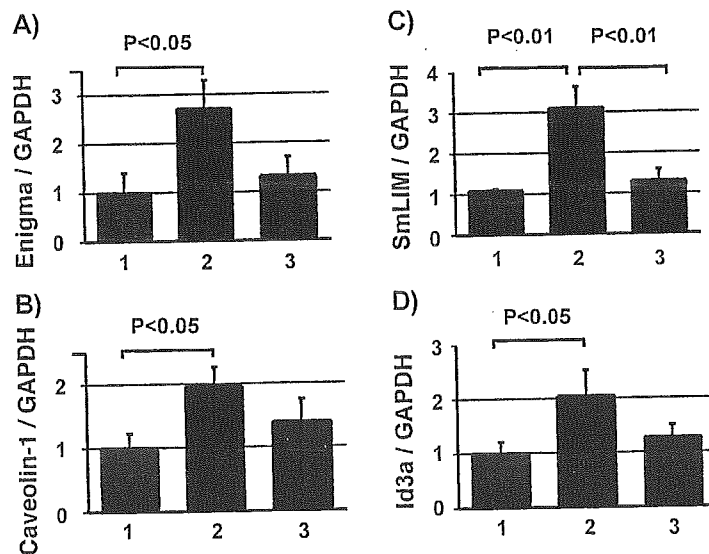 A)
P<0.05
Enigma / GAPDH
3
2
1
0
1 2 3
B)
P<0.05
Caveolin-1 / GAPDH
2
1
0
1 2 3
C)
P<0.01 P<0.01
SmLIM / GAPDH
4
3
2
1
0
1 2 3
D)
P<0.05
Id3a / GAPDH
3
2
1
0
1 2 3